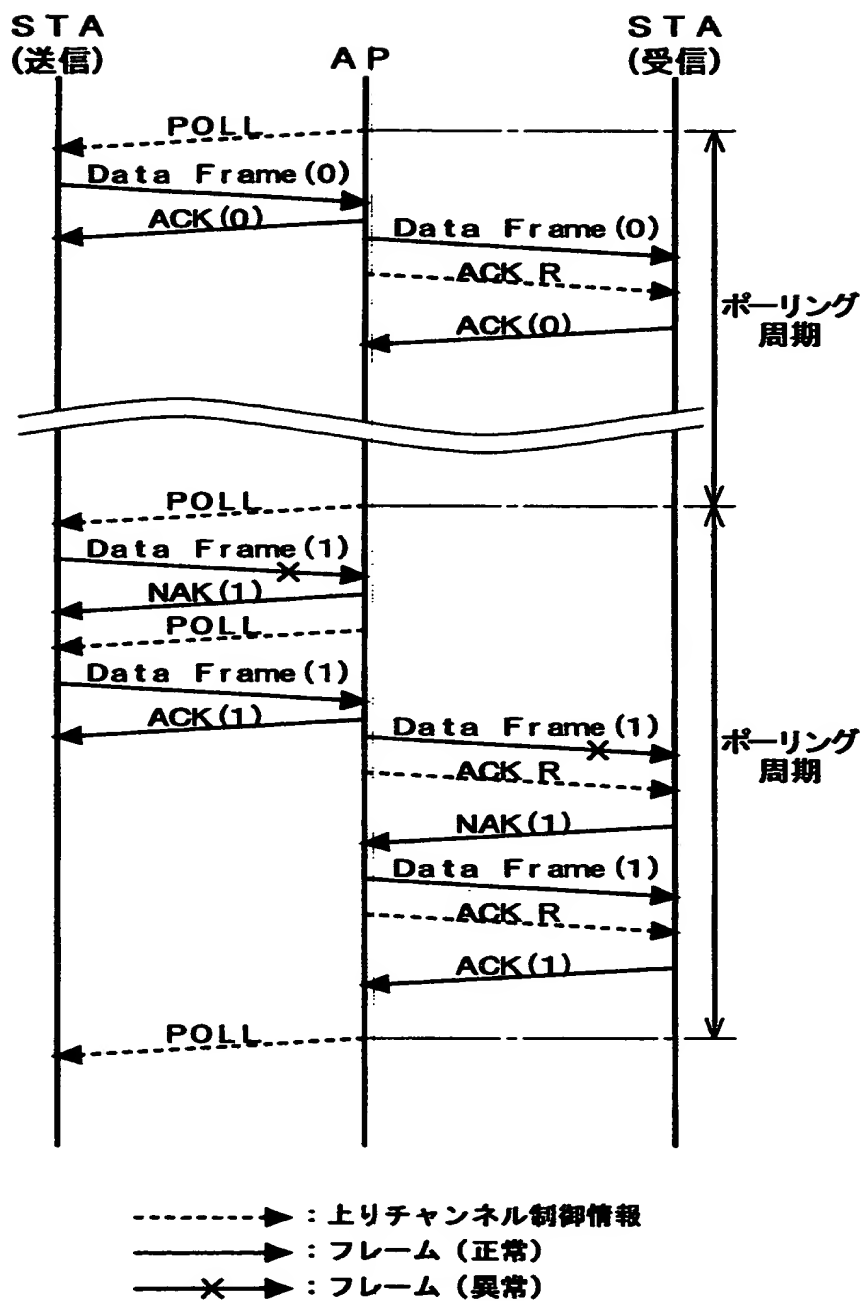 STA
(送信)
AP
STA
(受信)
POLL
Data Frame(0)
ACK(0)
Data Frame(0)
ACK R
ACK(0)
ポーリング
周期
POLL
Data Frame(1)
NAK(1)
POLL
Data Frame(1)
ACK(1)
Data Frame(1)
ACK R
ポーリング
周期
NAK(1)
Data Frame(1)
ACK R
ACK(1)
POLL
：上りチャンネル制御情報
：フレーム（正常）
：フレーム（異常）